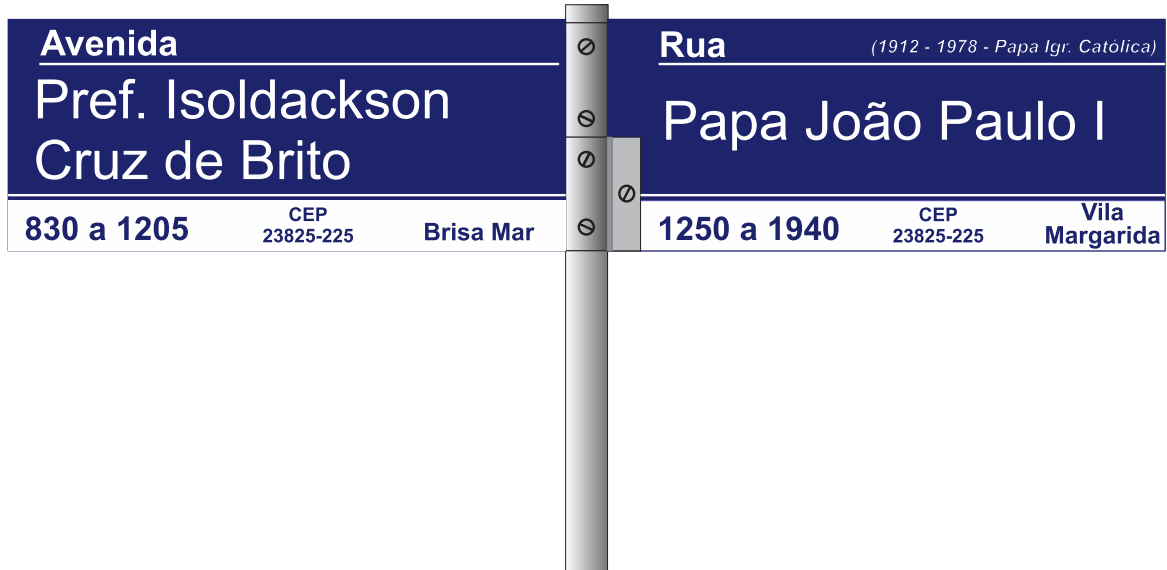 Avenida
Pref. Isoldackson
Cruz de Brito
830 a 1205
CEP
23825-225
Brisa Mar
Rua
(1912 - 1978 - Papa Igr. Católica)
Papa João Paulo I
1250 a 1940
CEP
23825-225
Vila
Margarida